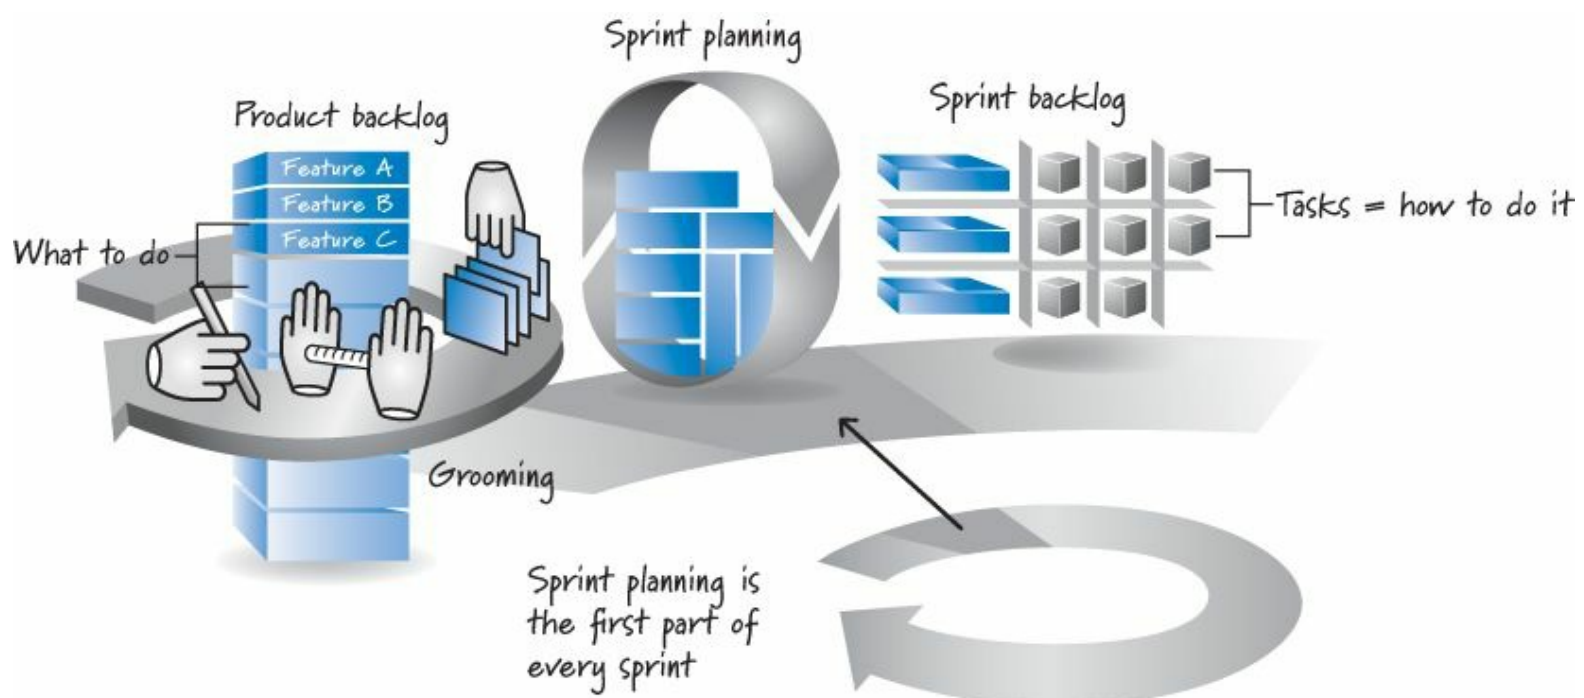 Sprint planning
Product backlog
Sprint backlog
Feature A
Feature B
Feature C
What to do
Tasks = how to do it
Grooming
Sprint planning is
the first part of
every sprint